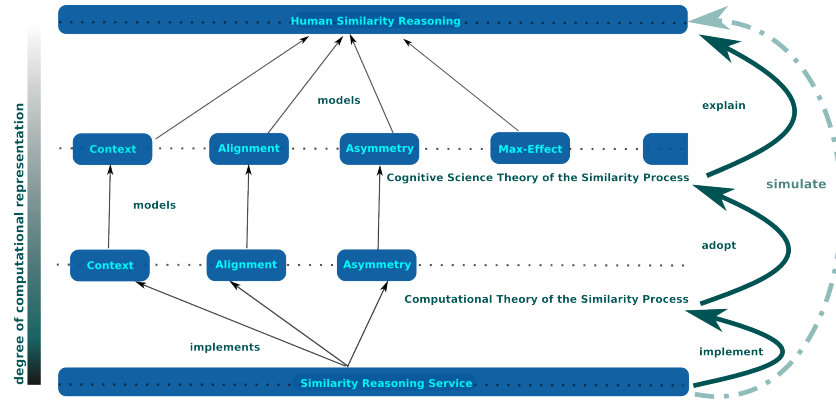 Human Similarity Reasoning
models
explain
Context
Alignment
Asymmetry
Max-Effect
Cognitive Science Theory of the Similarity Process
simulate
models
adopt
Context
Alignment
Asymmetry
Computational Theory of the Similarity Process
implements
implement
Similarity Reasoning Service
degree of computational representation